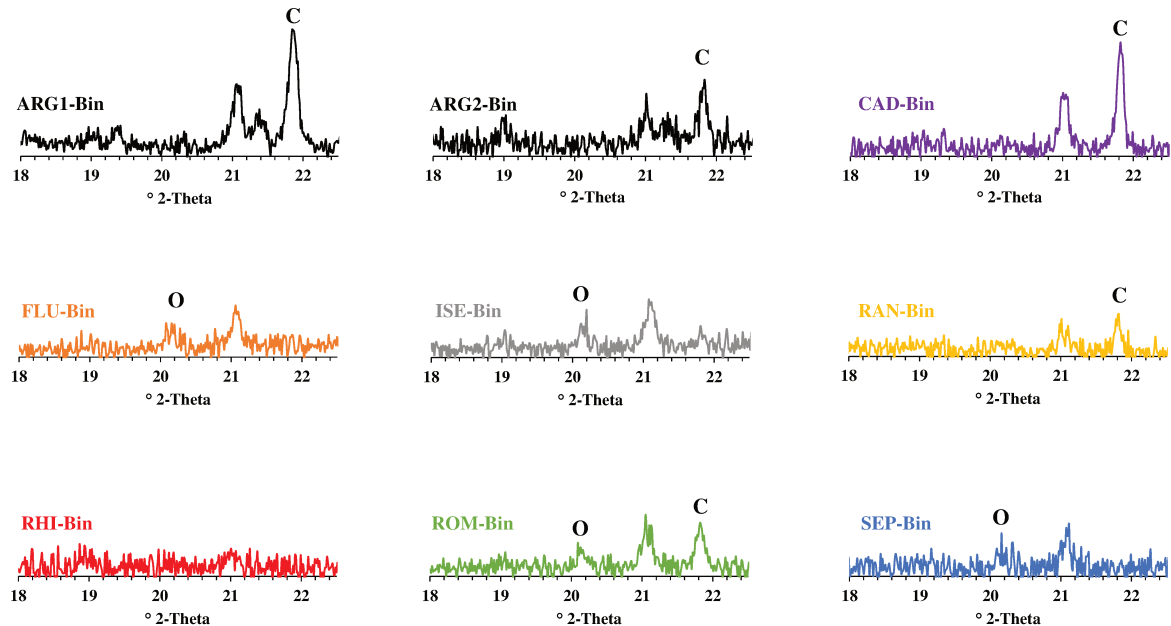 C
ARG1-Bin
18 19 20 21 22
° 2-Theta
C
ARG2-Bin
18 19 20 21 22
° 2-Theta
C
CAD-Bin
18 19 20 21 22
° 2-Theta
O
FLU-Bin
18 19 20 21 22
° 2-Theta
O
ISE-Bin
18 19 20 21 22
° 2-Theta
C
RAN-Bin
18 19 20 21 22
° 2-Theta
RHI-Bin
18 19 20 21 22
° 2-Theta
C
O
ROM-Bin
18 19 20 21 22
° 2-Theta
O
SEP-Bin
18 19 20 21 22
° 2-Theta